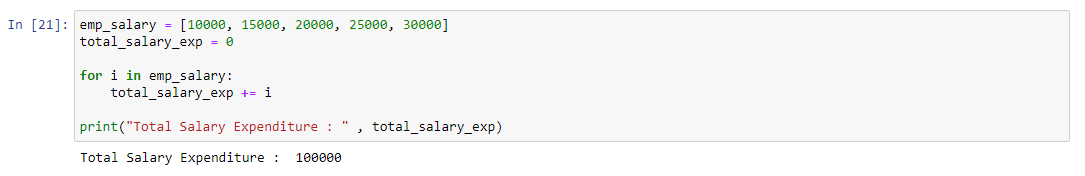 In [21]: emp_salary = [10000, 15000, 20000, 25000, 30000]
total_salary_exp = 0
for i in emp_salary:
    total_salary_exp += i
print("Total Salary Expenditure : " , total_salary_exp)
Total Salary Expenditure :  100000